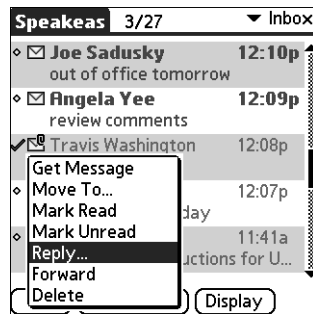 Speakeas 3/27 Inbox
Joe Sadusky 12:10p
out of office tomorrow
Angela Yee 12:09p
review comments
Travis Washington 12:08p
Get Message
Move To... 12:07p
Mark Read day
Mark Unread 11:41a
Reply... uctions for U...
Forward
Delete Display